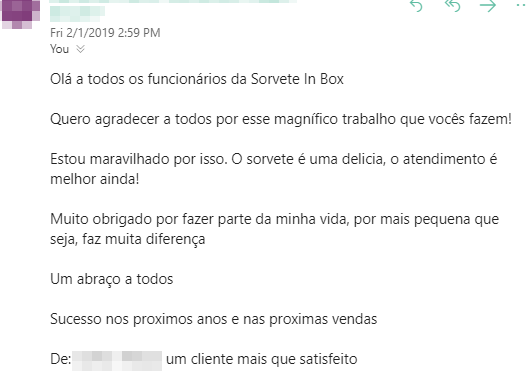 Fri 2/1/2019 2:59 PM
You
Olá a todos os funcionários da Sorvete In Box
Quero agradecer a todos por esse magnífico trabalho que vocês fazem!
Estou maravilhado por isso. O sorvete é uma delicia, o atendimento é
melhor ainda!
Muito obrigado por fazer parte da minha vida, por mais pequena que
seja, faz muita diferença
Um abraço a todos
Sucesso nos proximos anos e nas proximas vendas
De: um cliente mais que satisfeito